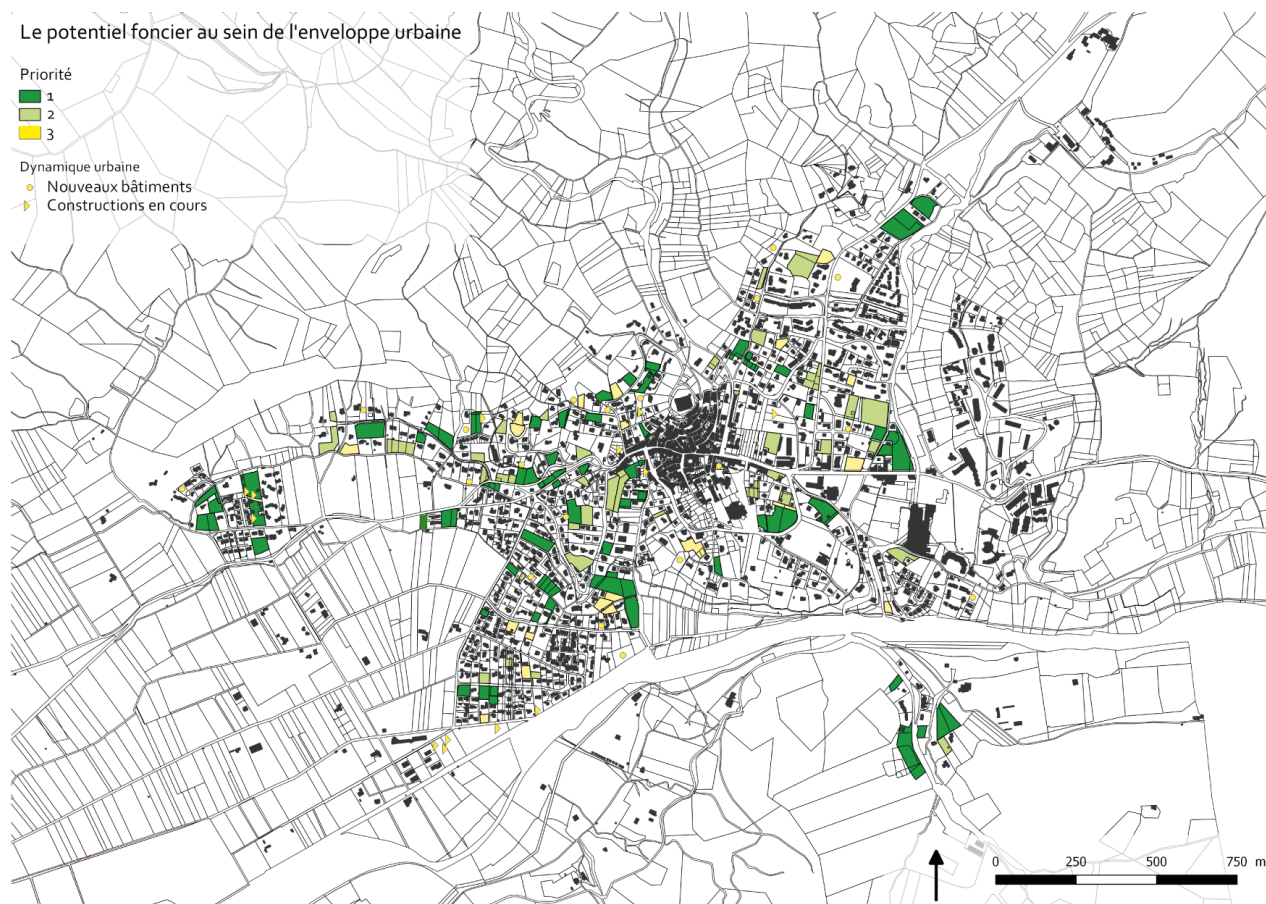 Le potentiel foncier au sein de l'enveloppe urbaine
Priorité
1
2
3
Dynamique urbaine
Nouveaux bâtiments
Constructions en cours
0 250 500 750 m